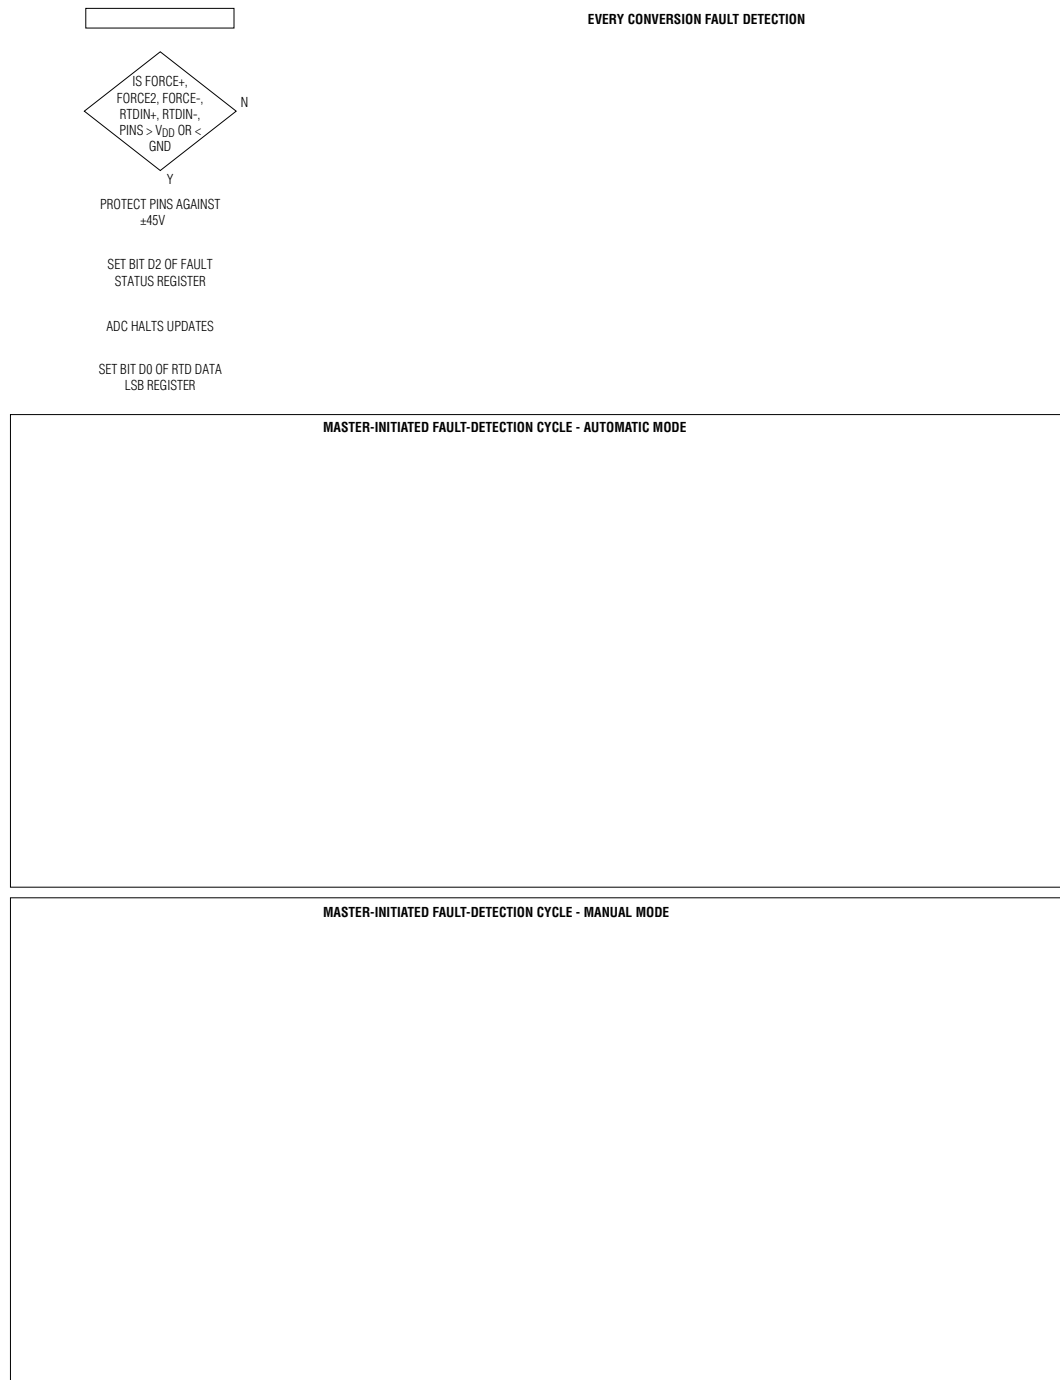 EVERY CONVERSION FAULT DETECTION
IS FORCE+,
FORCE2, FORCE-,
RTDIN+, RTDIN-,
PINS > VDD OR <
GND
N
Y
PROTECT PINS AGAINST
±45V
SET BIT D2 OF FAULT
STATUS REGISTER
ADC HALTS UPDATES
SET BIT D0 OF RTD DATA
LSB REGISTER
MASTER-INITIATED FAULT-DETECTION CYCLE - AUTOMATIC MODE
MASTER-INITIATED FAULT-DETECTION CYCLE - MANUAL MODE